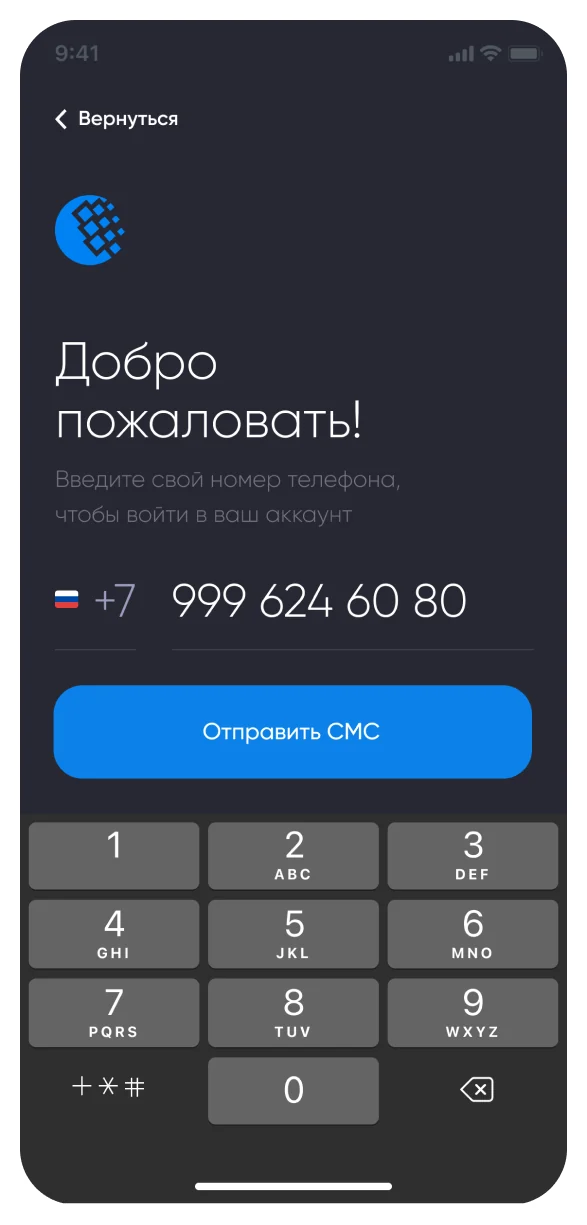 9:41
Вернуться
Добро
пожаловать!
Введите свой номер телефона,
чтобы войти в ваш аккаунт
+7 999 624 60 80
Отправить СМС
1 2 3
ABC DEF
4 5 6
GHI JKL MNO
7 8 9
PQRS TUV WXYZ
+*# 0